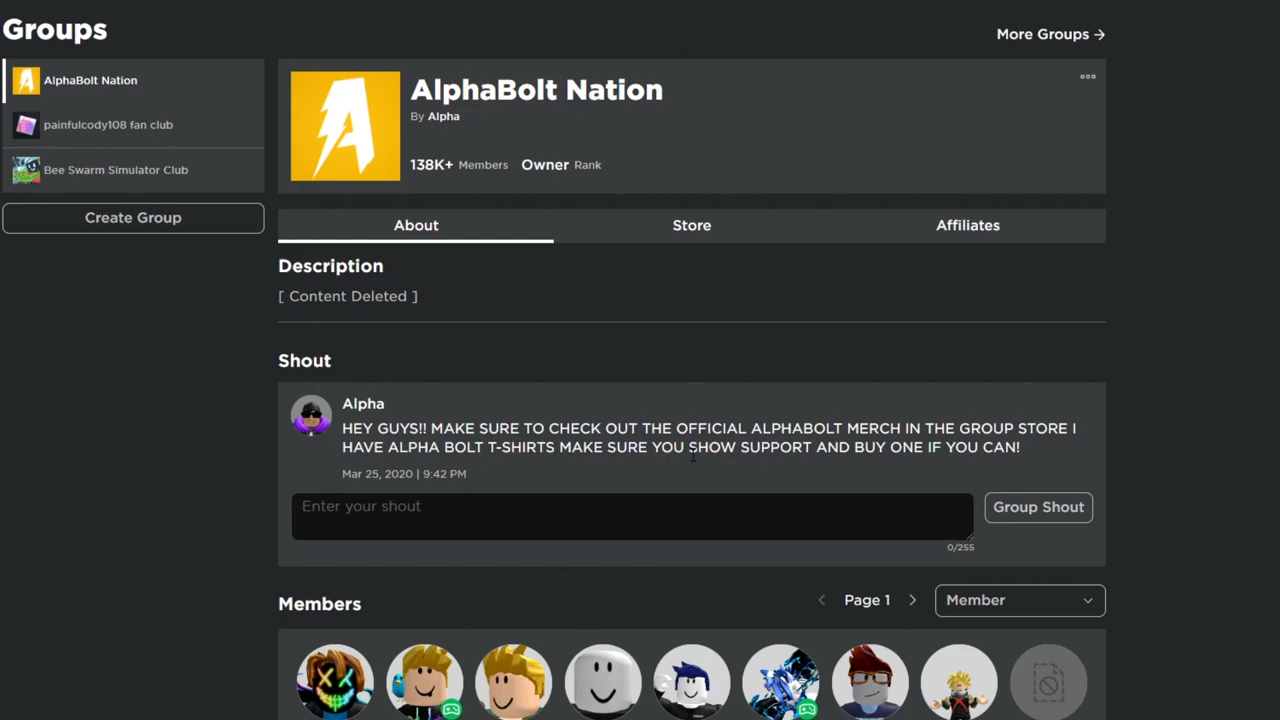 Groups
More Groups →
AlphaBolt Nation
painfulcody108 fan club
Bee Swarm Simulator Club
Create Group
A
AlphaBolt Nation
By Alpha
138K+ Members Owner Rank
About Store Affiliates
Description
[ Content Deleted ]
Shout
Alpha
HEY GUYS!! MAKE SURE TO CHECK OUT THE OFFICIAL ALPHABOLT MERCH IN THE GROUP STORE I
HAVE ALPHA BOLT T-SHIRTS MAKE SURE YOU SHOW SUPPORT AND BUY ONE IF YOU CAN!
Mar 25, 2020 | 9:42 PM
Enter your shout
Group Shout
0/255
Members
Page 1
Member